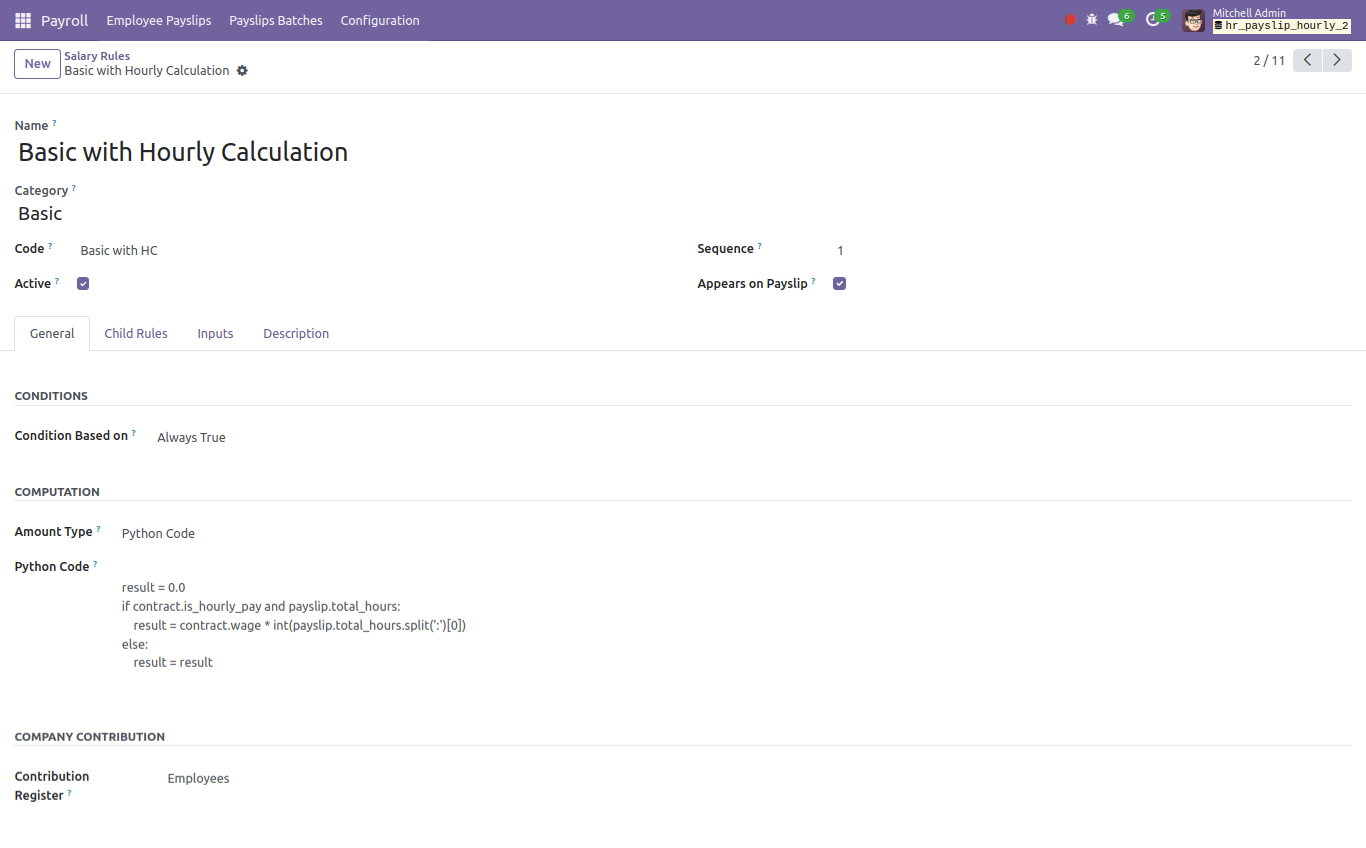 Payroll Employee Payslips Payslips Batches Configuration 6 5 Mitchell Admin
hr_payslip_hourly_2
New Salary Rules
Basic with Hourly Calculation
2 / 11
Name ?
Basic with Hourly Calculation
Category ?
Basic
Code ? Basic with HC Sequence ? 1
Active ? Appears on Payslip ?
General Child Rules Inputs Description
CONDITIONS
Condition Based on ? Always True
COMPUTATION
Amount Type ? Python Code
Python Code ?
result = 0.0
if contract.is_hourly_pay and payslip.total_hours:
    result = contract.wage * int(payslip.total_hours.split(':')[0])
else:
    result = result
COMPANY CONTRIBUTION
Contribution Employees
Register ?